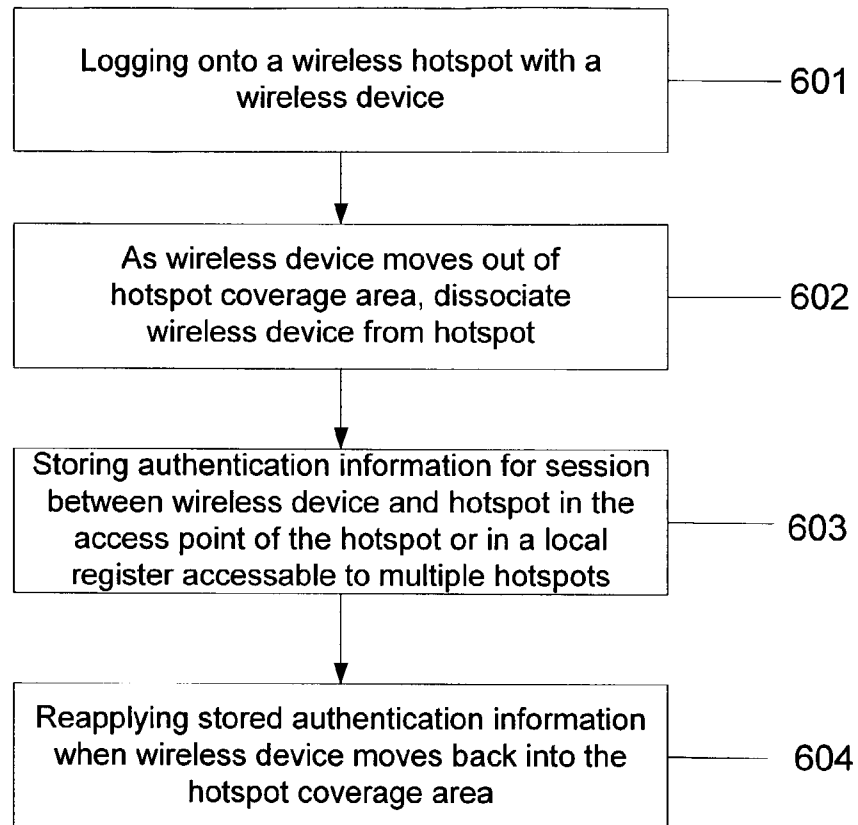 Logging onto a wireless hotspot with a
wireless device
601
As wireless device moves out of
hotspot coverage area, dissociate
wireless device from hotspot
602
Storing authentication information for session
between wireless device and hotspot in the
access point of the hotspot or in a local
register accessable to multiple hotspots
603
Reapplying stored authentication information
when wireless device moves back into the
hotspot coverage area
604